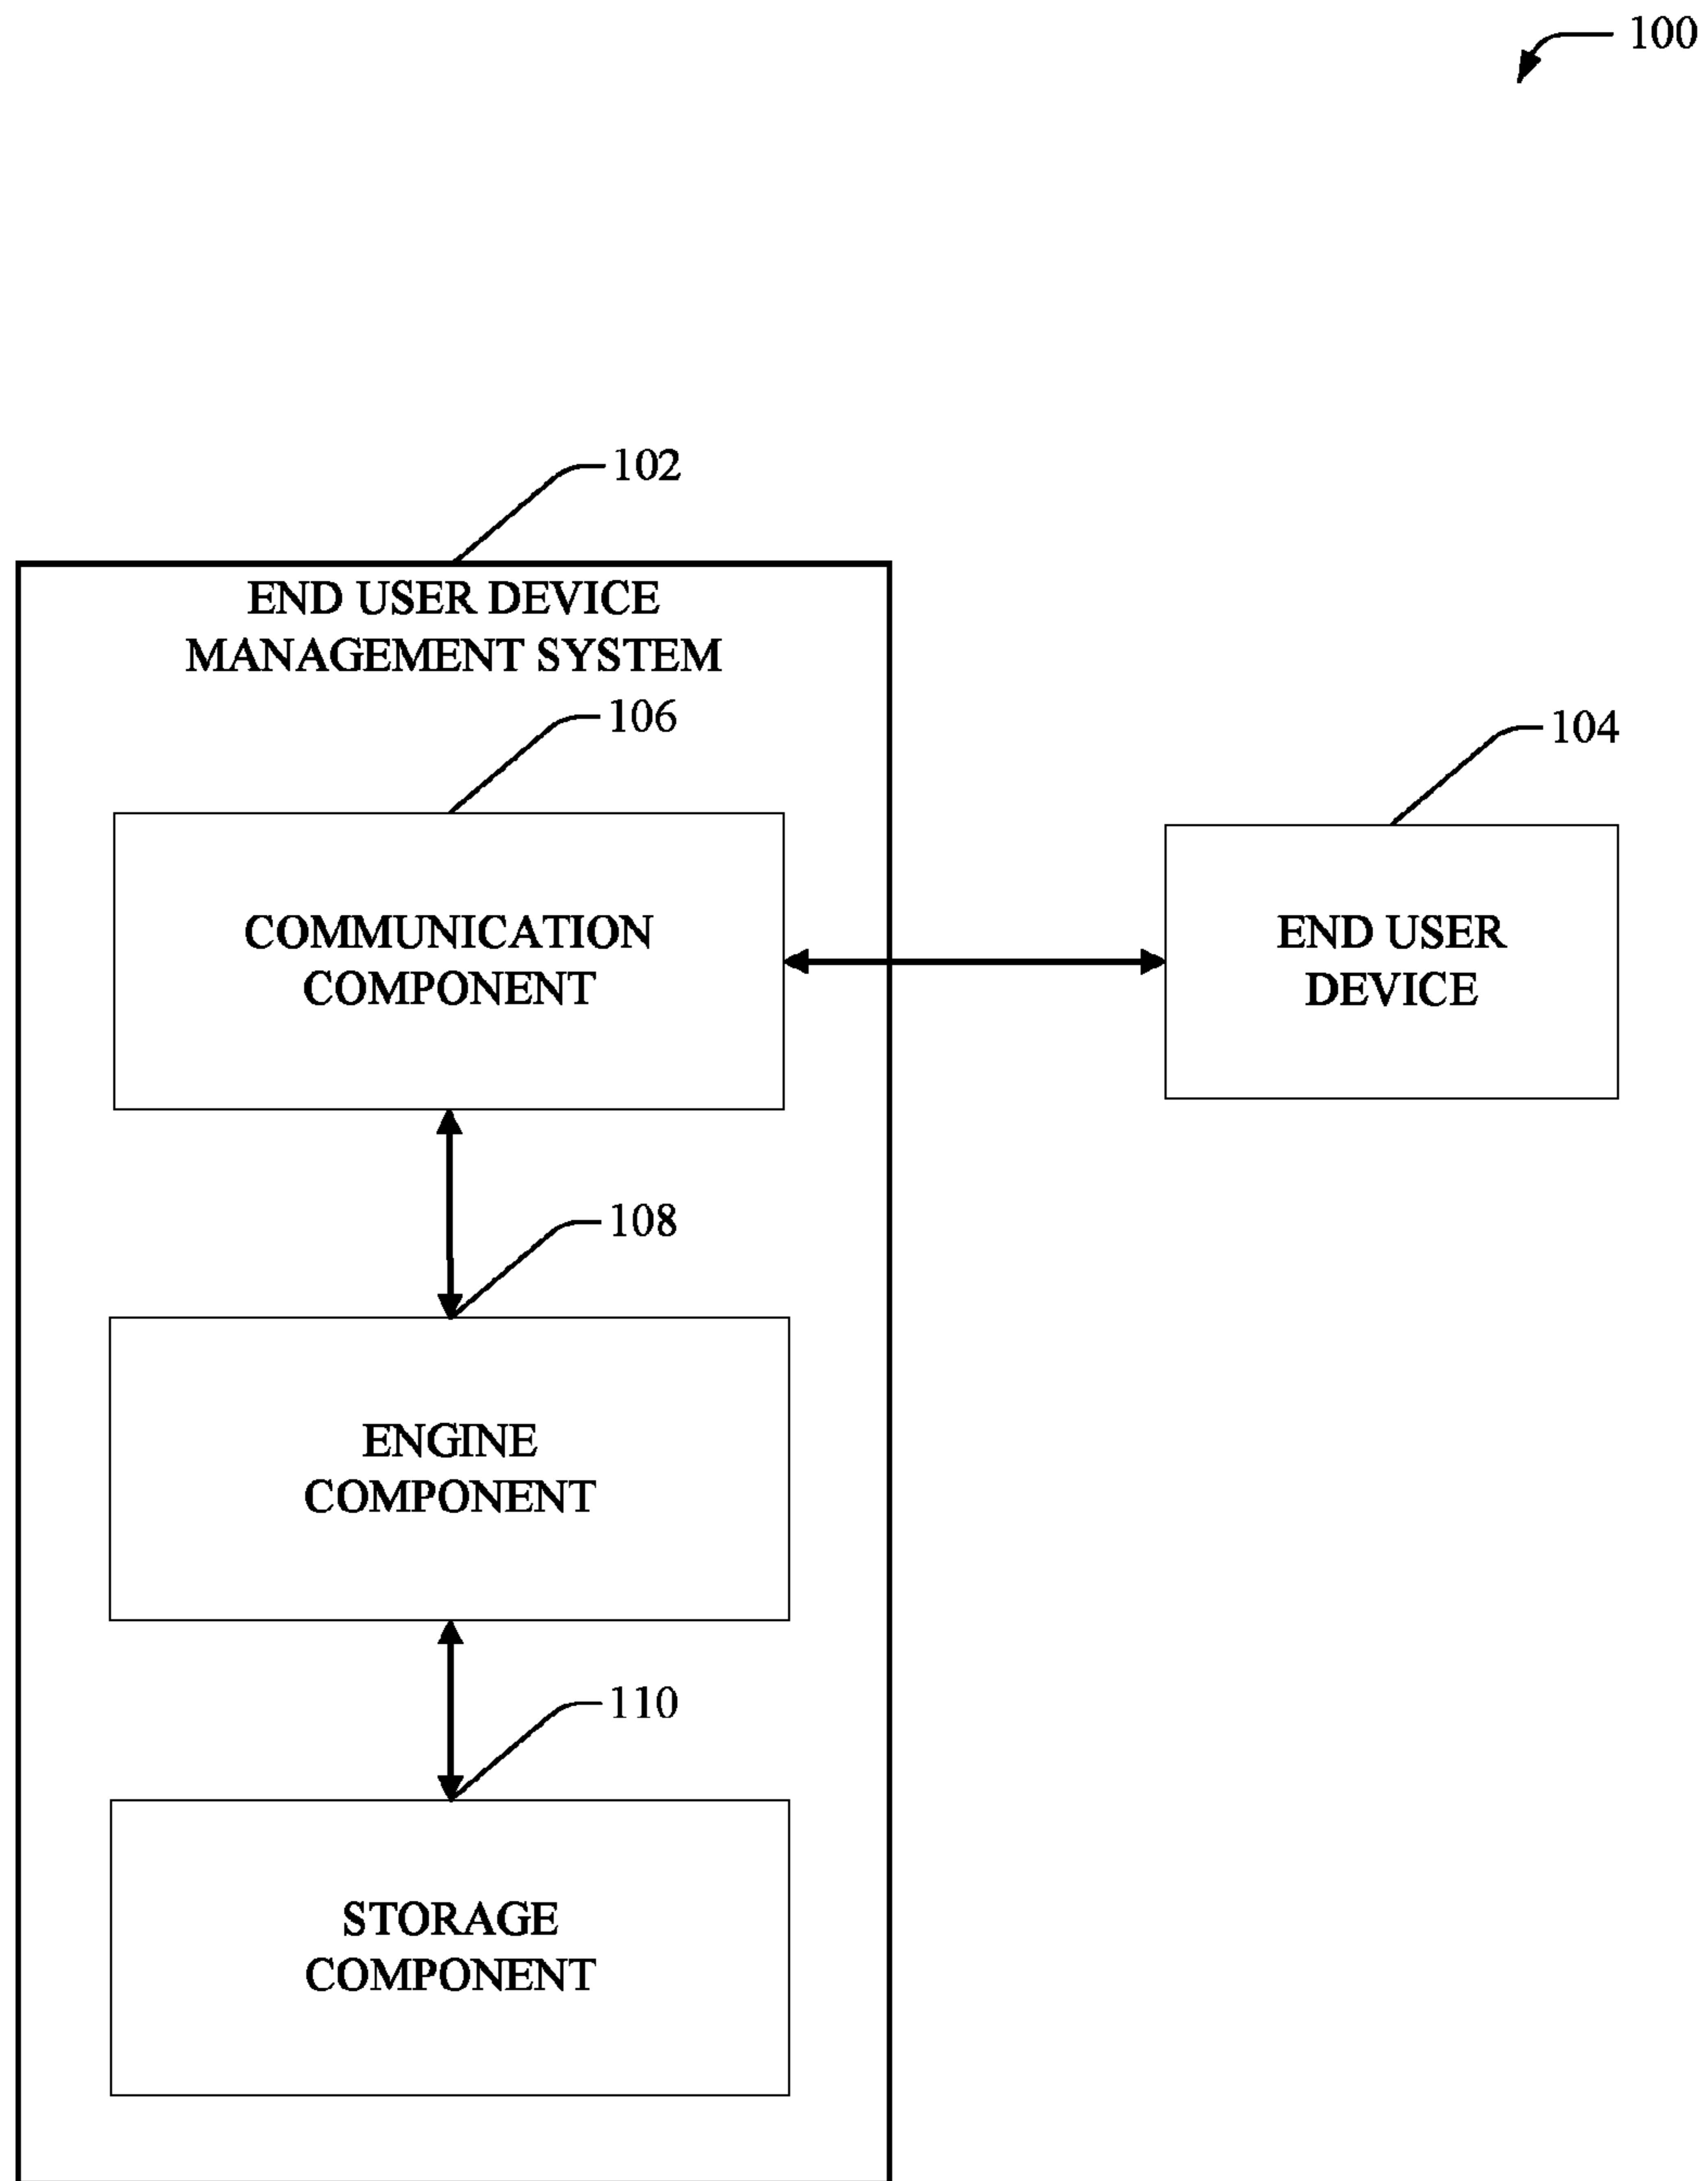 100
102
END USER DEVICE
MANAGEMENT SYSTEM
106
104
COMMUNICATION
COMPONENT
END USER
DEVICE
108
ENGINE
COMPONENT
110
STORAGE
COMPONENT